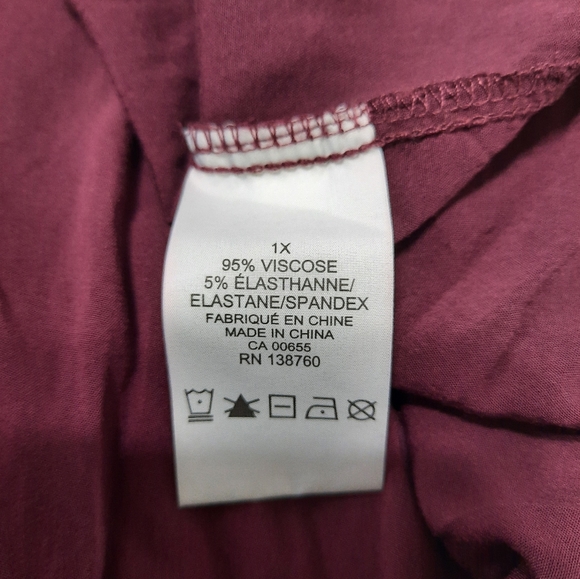 1X
95% VISCOSE
5% ÉLASTHANNE/
ELASTANE/SPANDEX
FABRIQUÉ EN CHINE
MADE IN CHINA
CA 00655
RN 138760